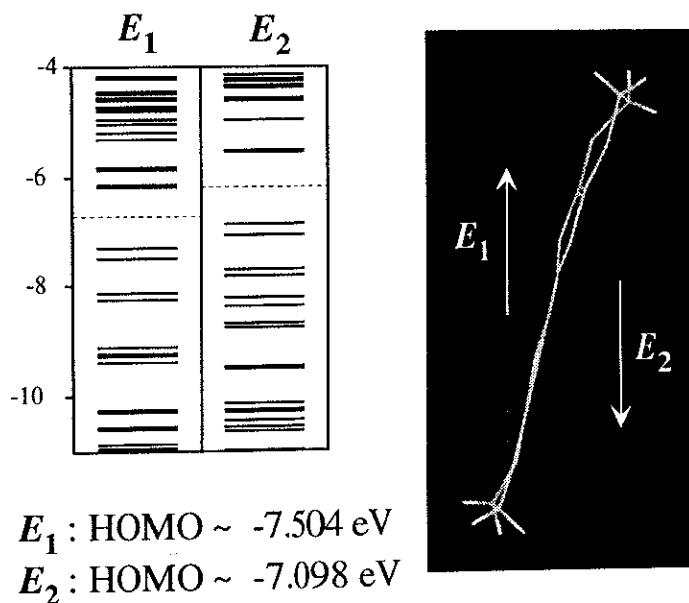 E1 E2
-4
-6
-8
-10
E1
E2
E1 : HOMO ~ -7.504 eV
E2 : HOMO ~ -7.098 eV